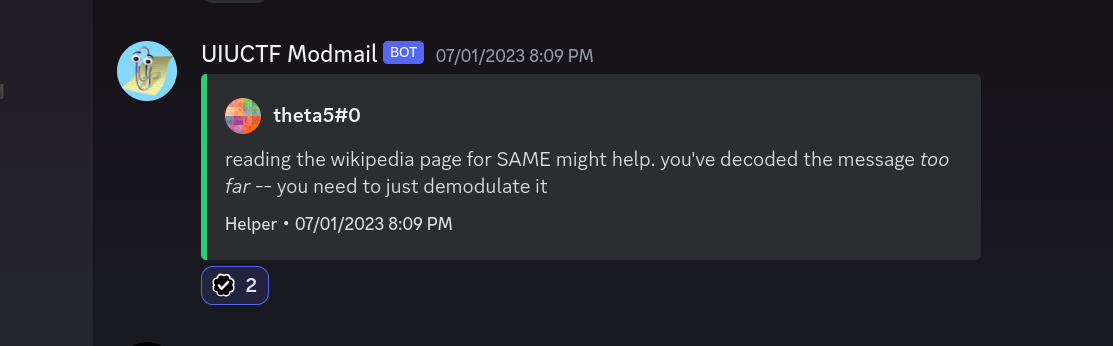 UIUCTF Modmail BOT 07/01/2023 8:09 PM
theta5#0
reading the wikipedia page for SAME might help. you've decoded the message too
far -- you need to just demodulate it
Helper • 07/01/2023 8:09 PM
2